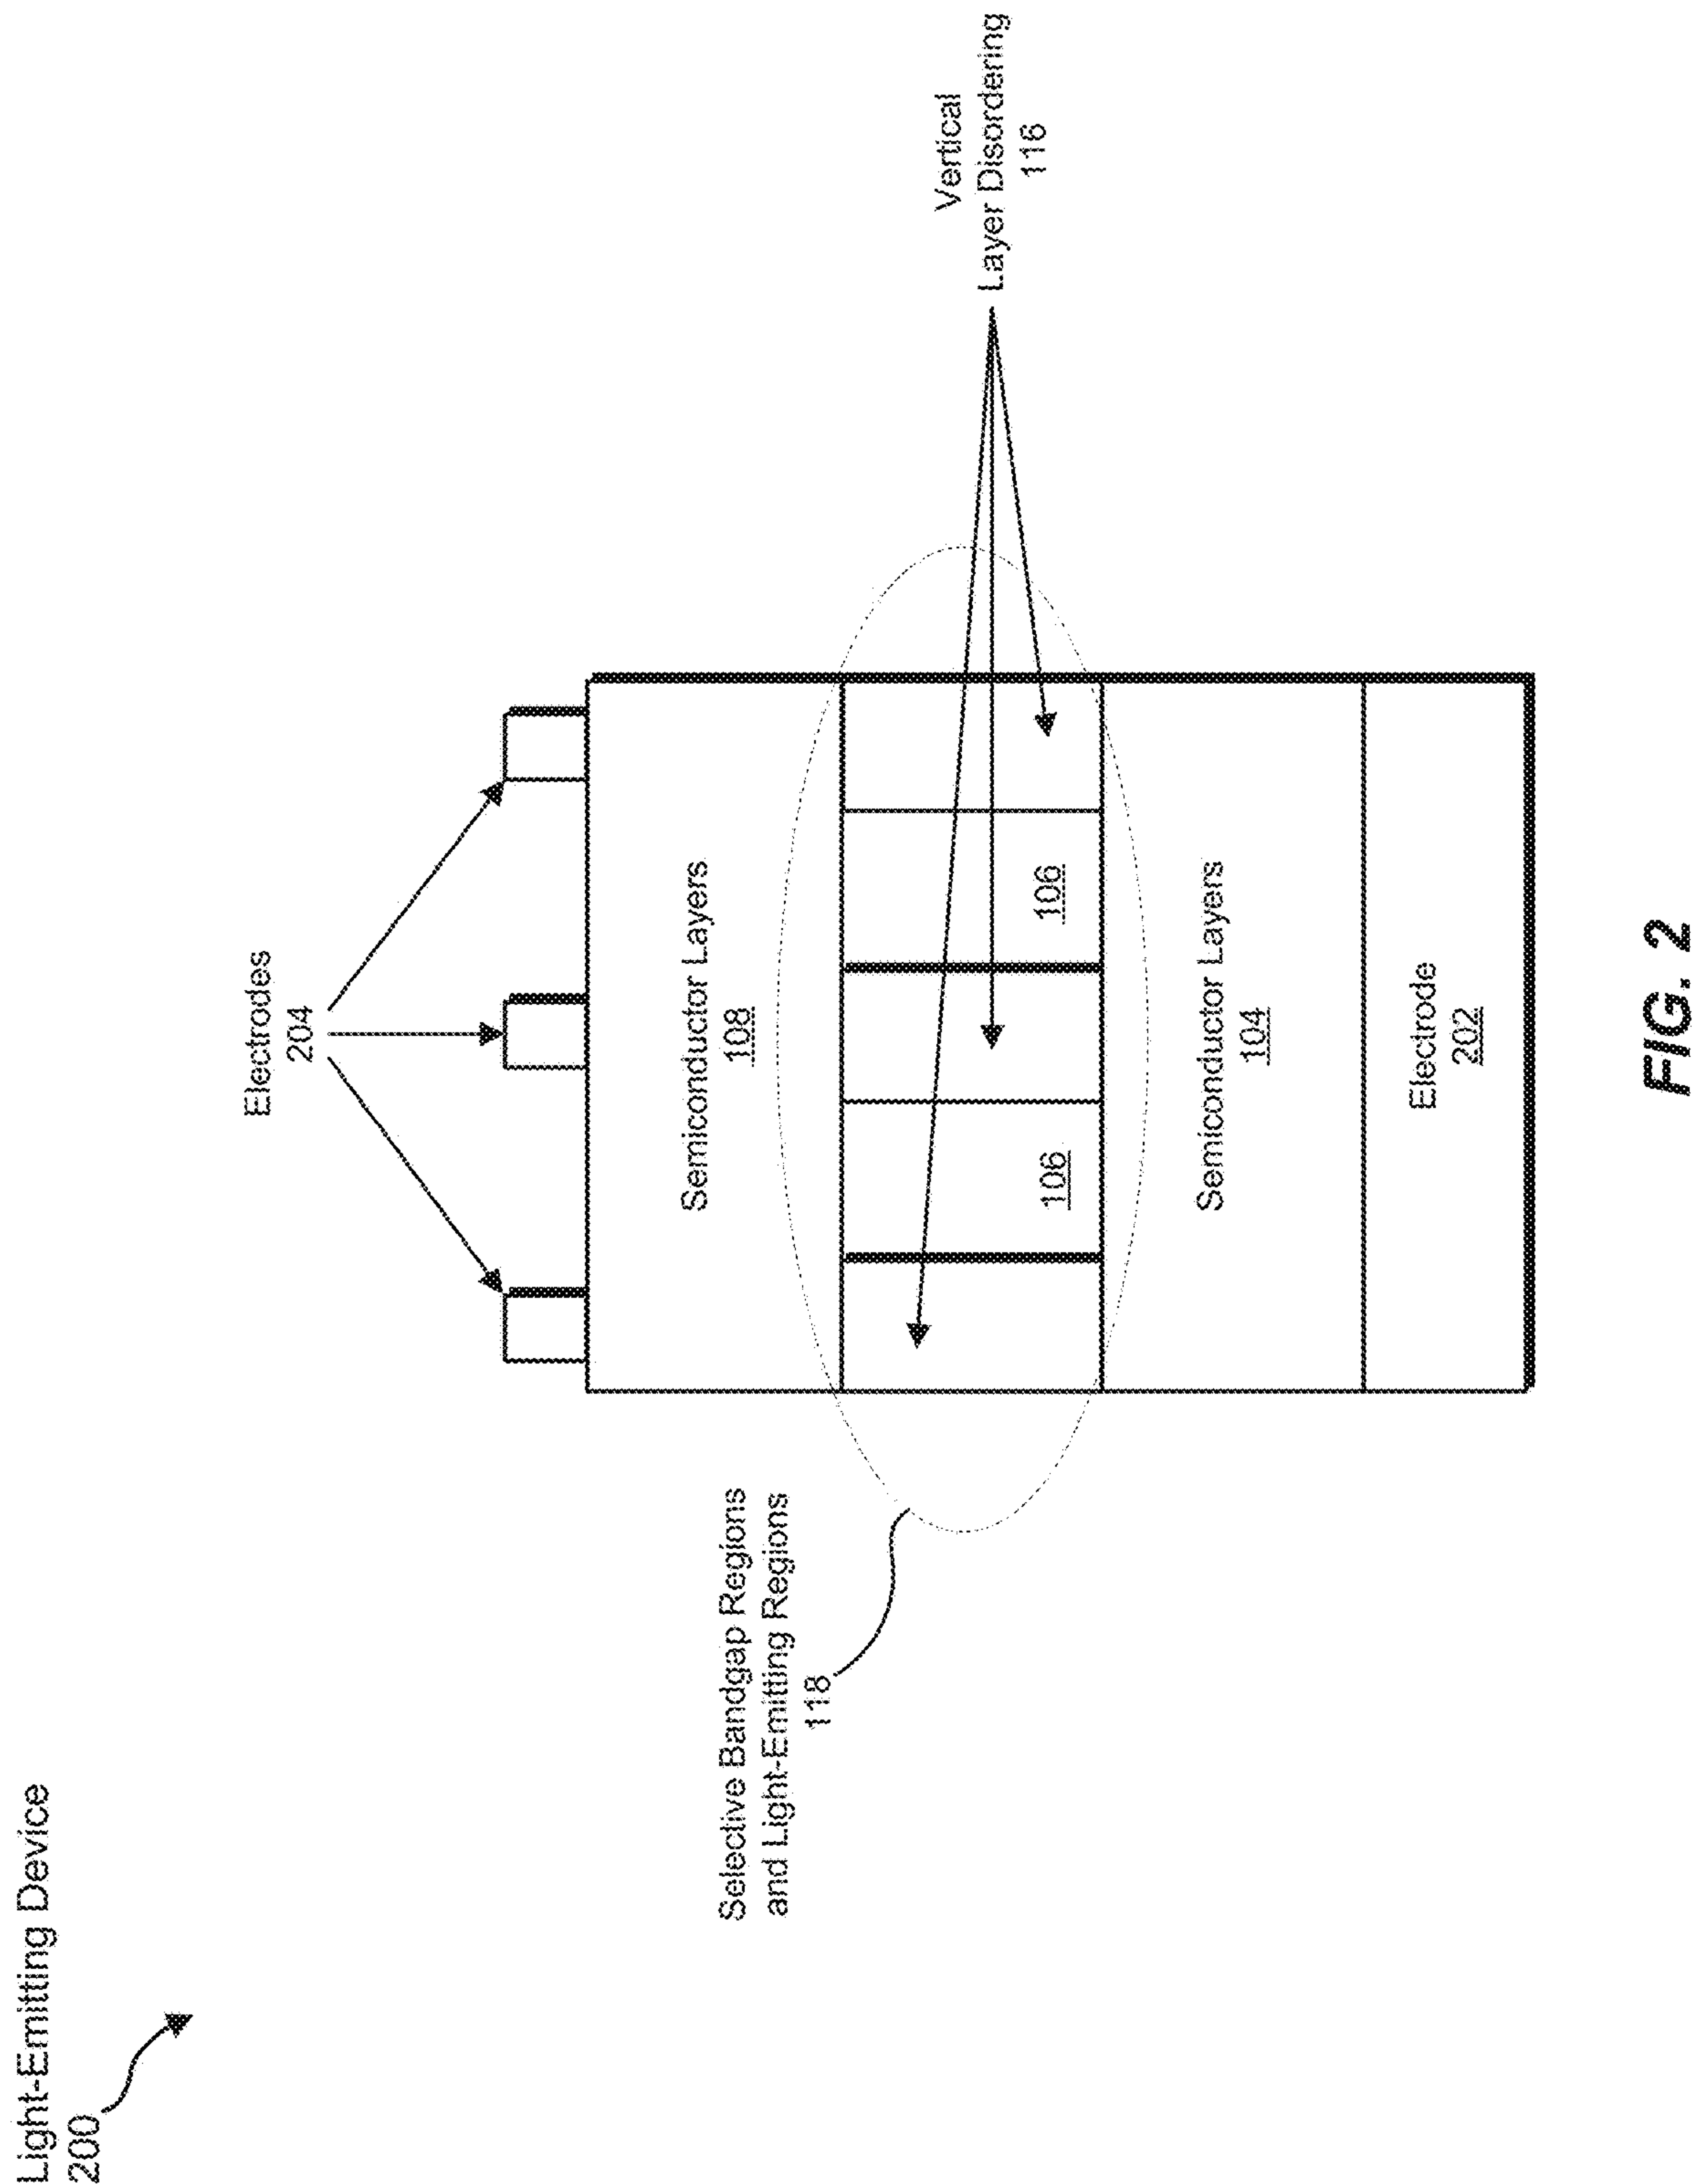 Light-Emitting Device
200
Electrodes
204
Selective Bandgap Regions
and Light-Emitting Regions
118
Semiconductor Layers
108
Vertical
Layer Disordering
116
106
106
Semiconductor Layers
104
Electrode
202
FIG. 2